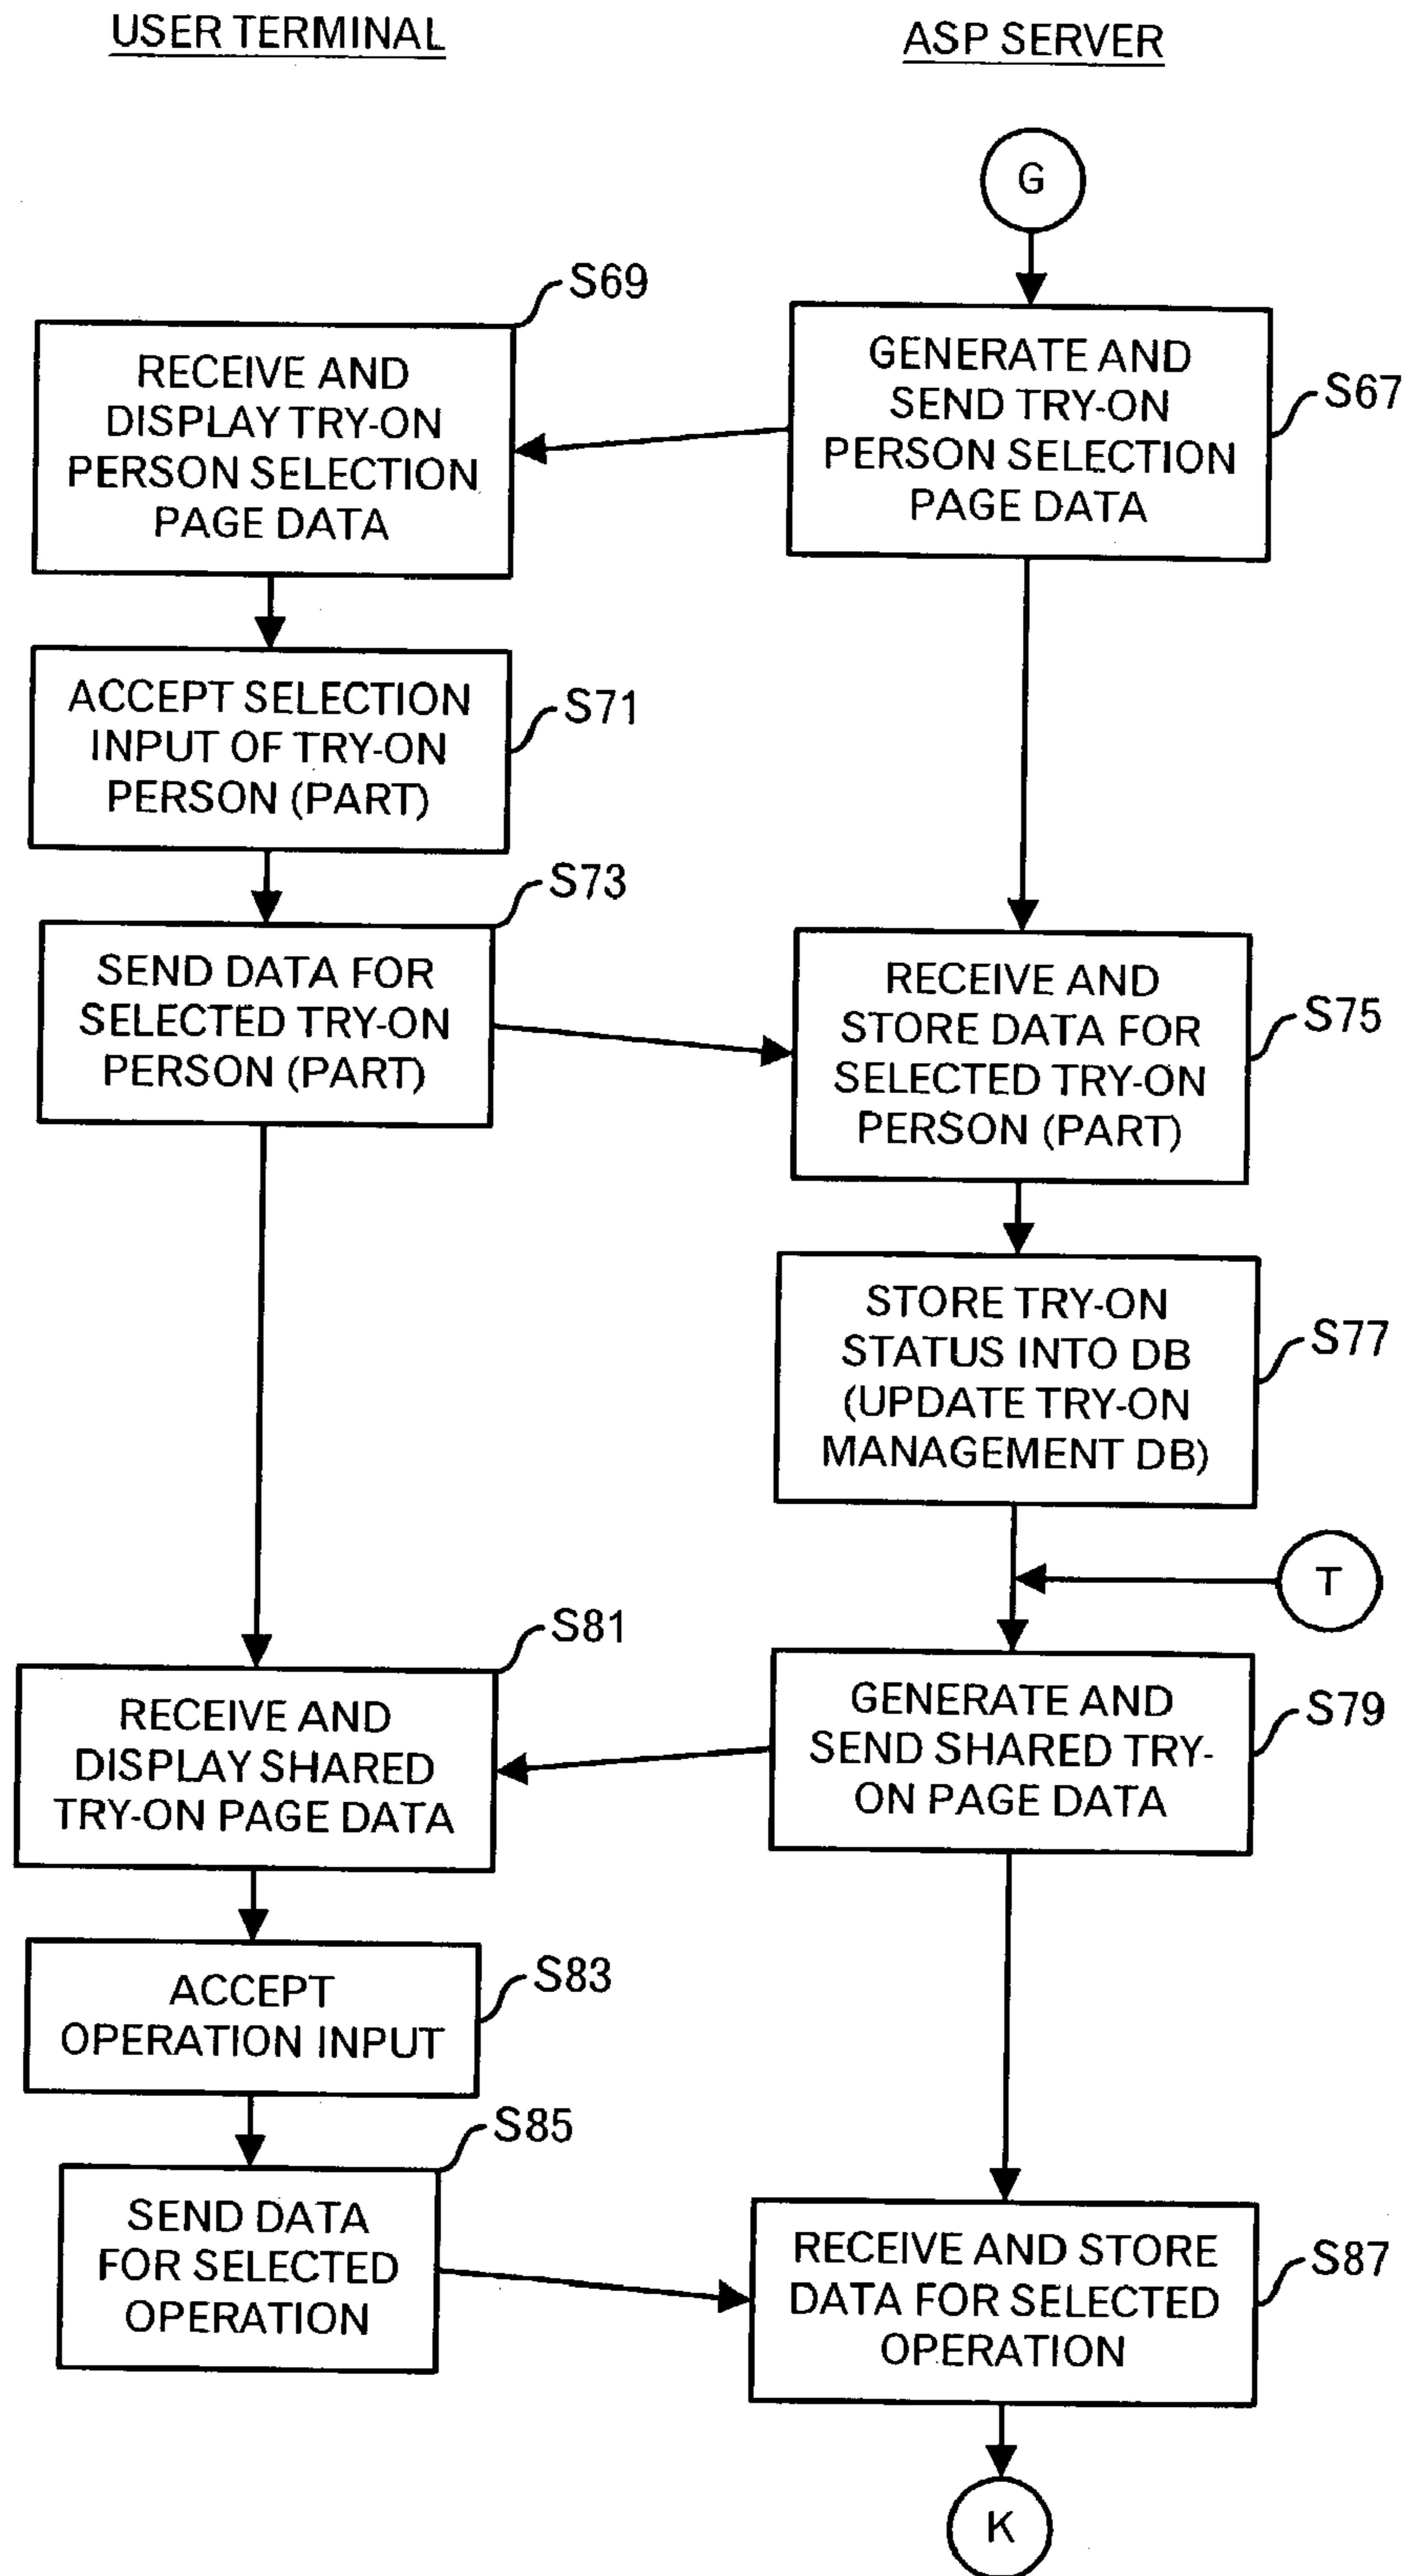 USER TERMINAL
ASP SERVER
G
S69
RECEIVE AND
DISPLAY TRY-ON
PERSON SELECTION
PAGE DATA
GENERATE AND
SEND TRY-ON
PERSON SELECTION
PAGE DATA
S67
ACCEPT SELECTION
INPUT OF TRY-ON
PERSON (PART)
S71
S73
SEND DATA FOR
SELECTED TRY-ON
PERSON (PART)
RECEIVE AND
STORE DATA FOR
SELECTED TRY-ON
PERSON (PART)
S75
STORE TRY-ON
STATUS INTO DB
(UPDATE TRY-ON
MANAGEMENT DB)
S77
T
S81
RECEIVE AND
DISPLAY SHARED
TRY-ON PAGE DATA
GENERATE AND
SEND SHARED TRY-
ON PAGE DATA
S79
ACCEPT
OPERATION INPUT
S83
S85
SEND DATA
FOR SELECTED
OPERATION
RECEIVE AND STORE
DATA FOR SELECTED
OPERATION
S87
K